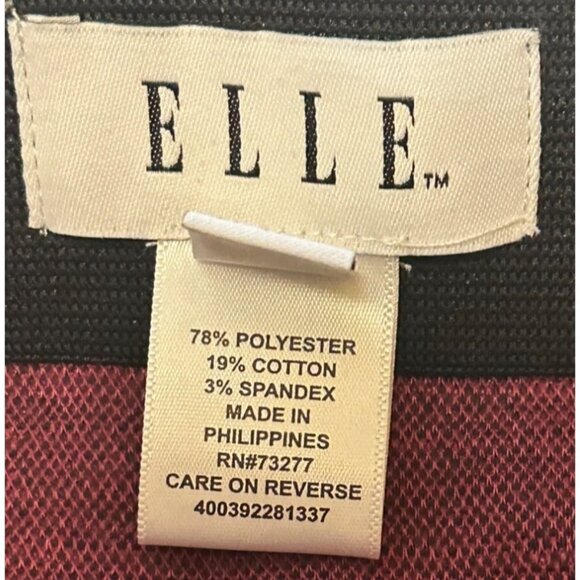 ELLE™
78% POLYESTER
19% COTTON
3% SPANDEX
MADE IN
PHILIPPINES
RN#73277
CARE ON REVERSE
400392281337